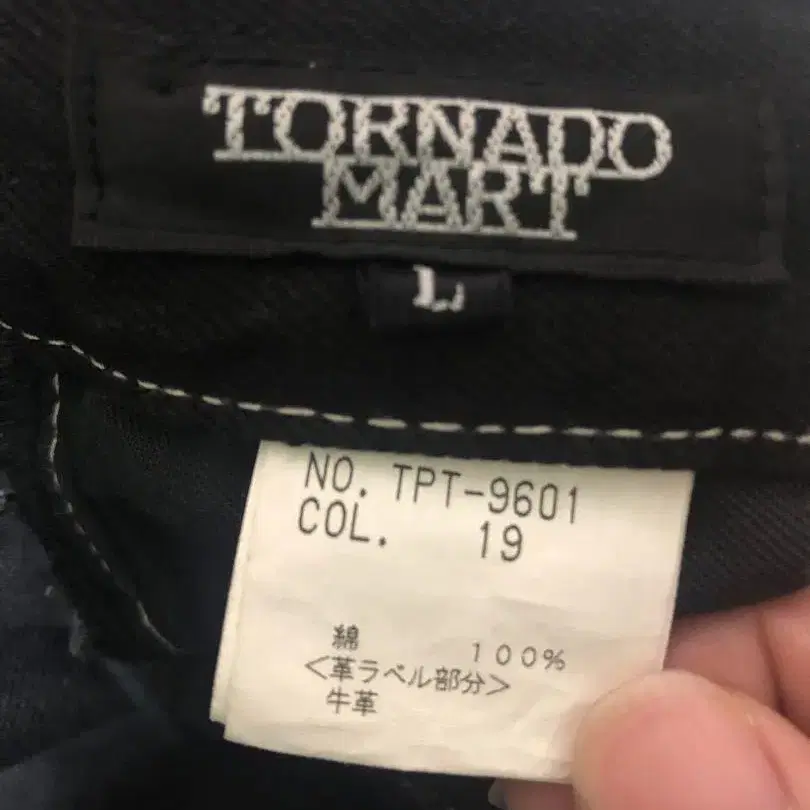 TORNADO
MART
L
NO. TPT-9601
COL. 19
綿 100%
<革ラベル部分>
牛革